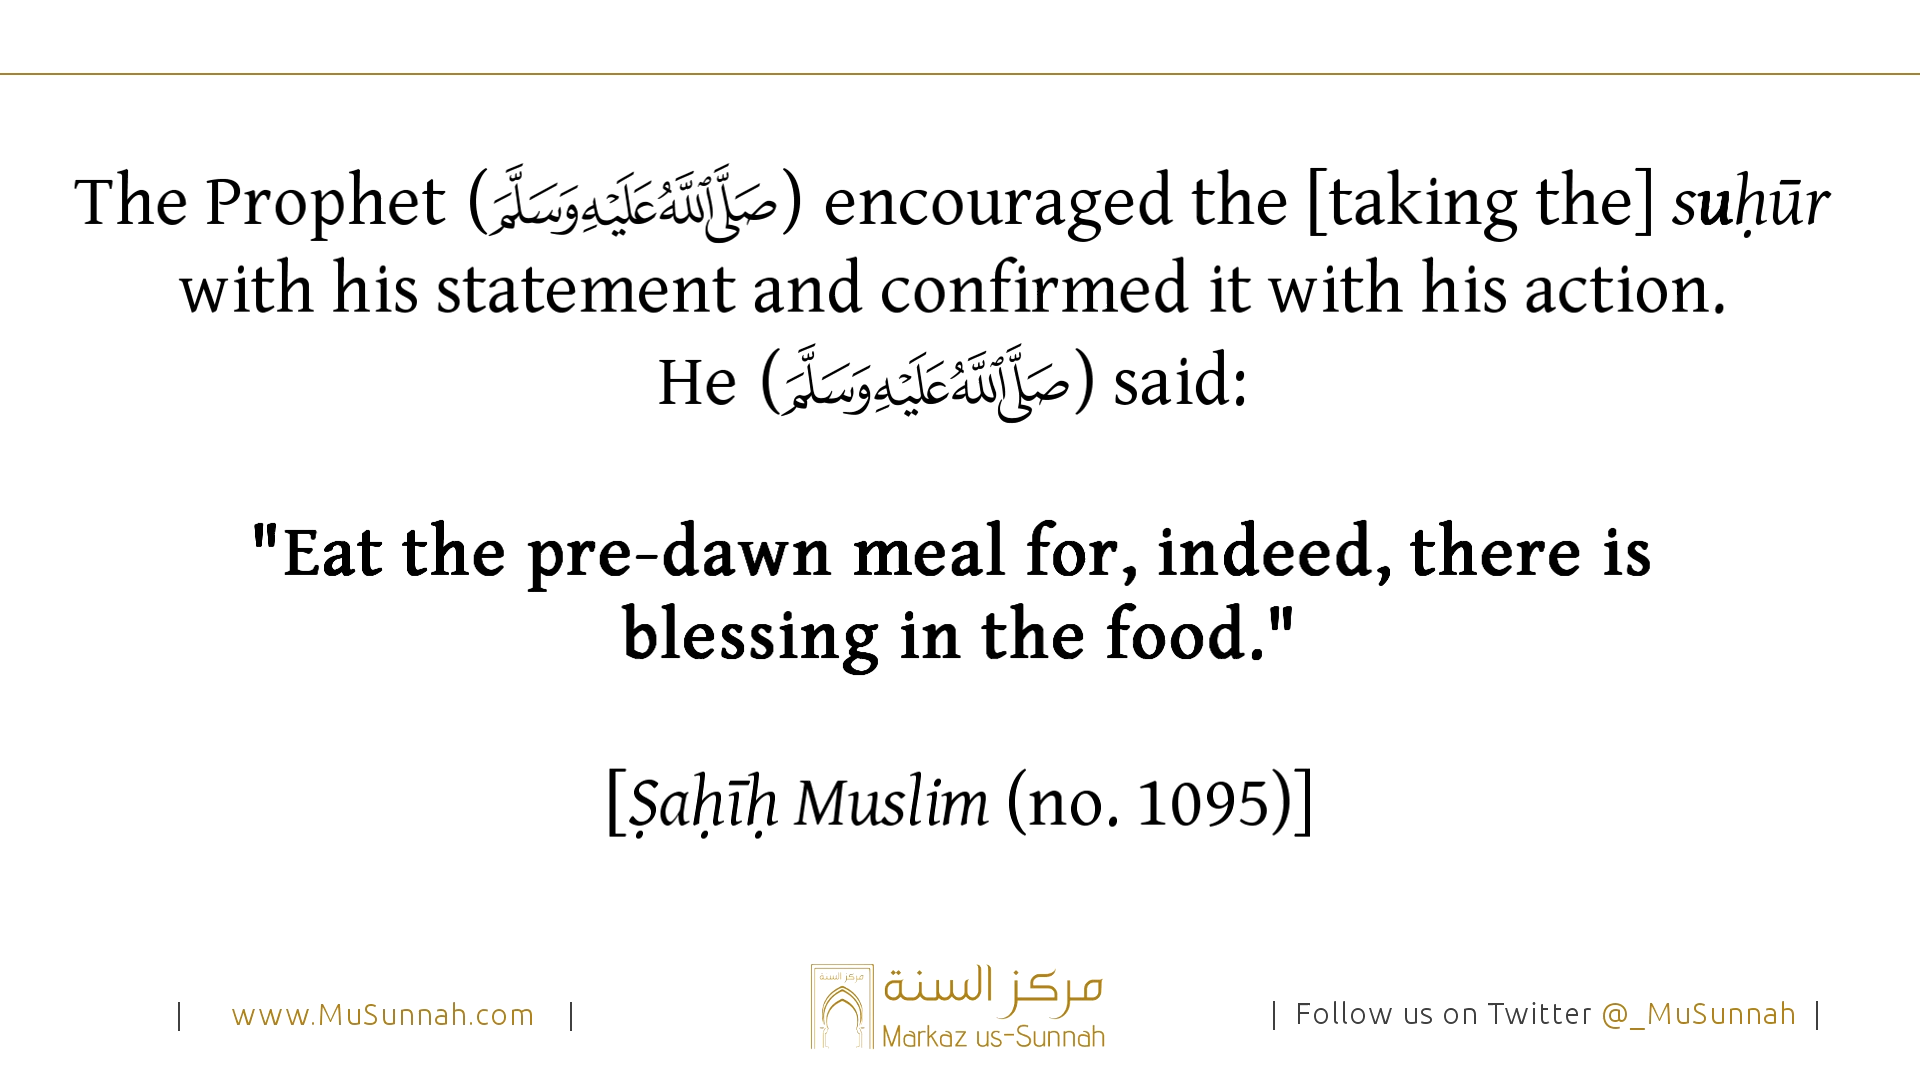 The Prophet (صَلَّى ٱللَّهُ عَلَيْهِ وَسَلَّمَ) encouraged the [taking the] suḥūr
with his statement and confirmed it with his action.
He (صَلَّى ٱللَّهُ عَلَيْهِ وَسَلَّمَ) said:
"Eat the pre-dawn meal for, indeed, there is
blessing in the food."
[Ṣaḥīḥ Muslim (no. 1095)]
| www.MuSunnah.com |
مركز السنة
مركز السنة
Markaz us-Sunnah
| Follow us on Twitter @_MuSunnah |